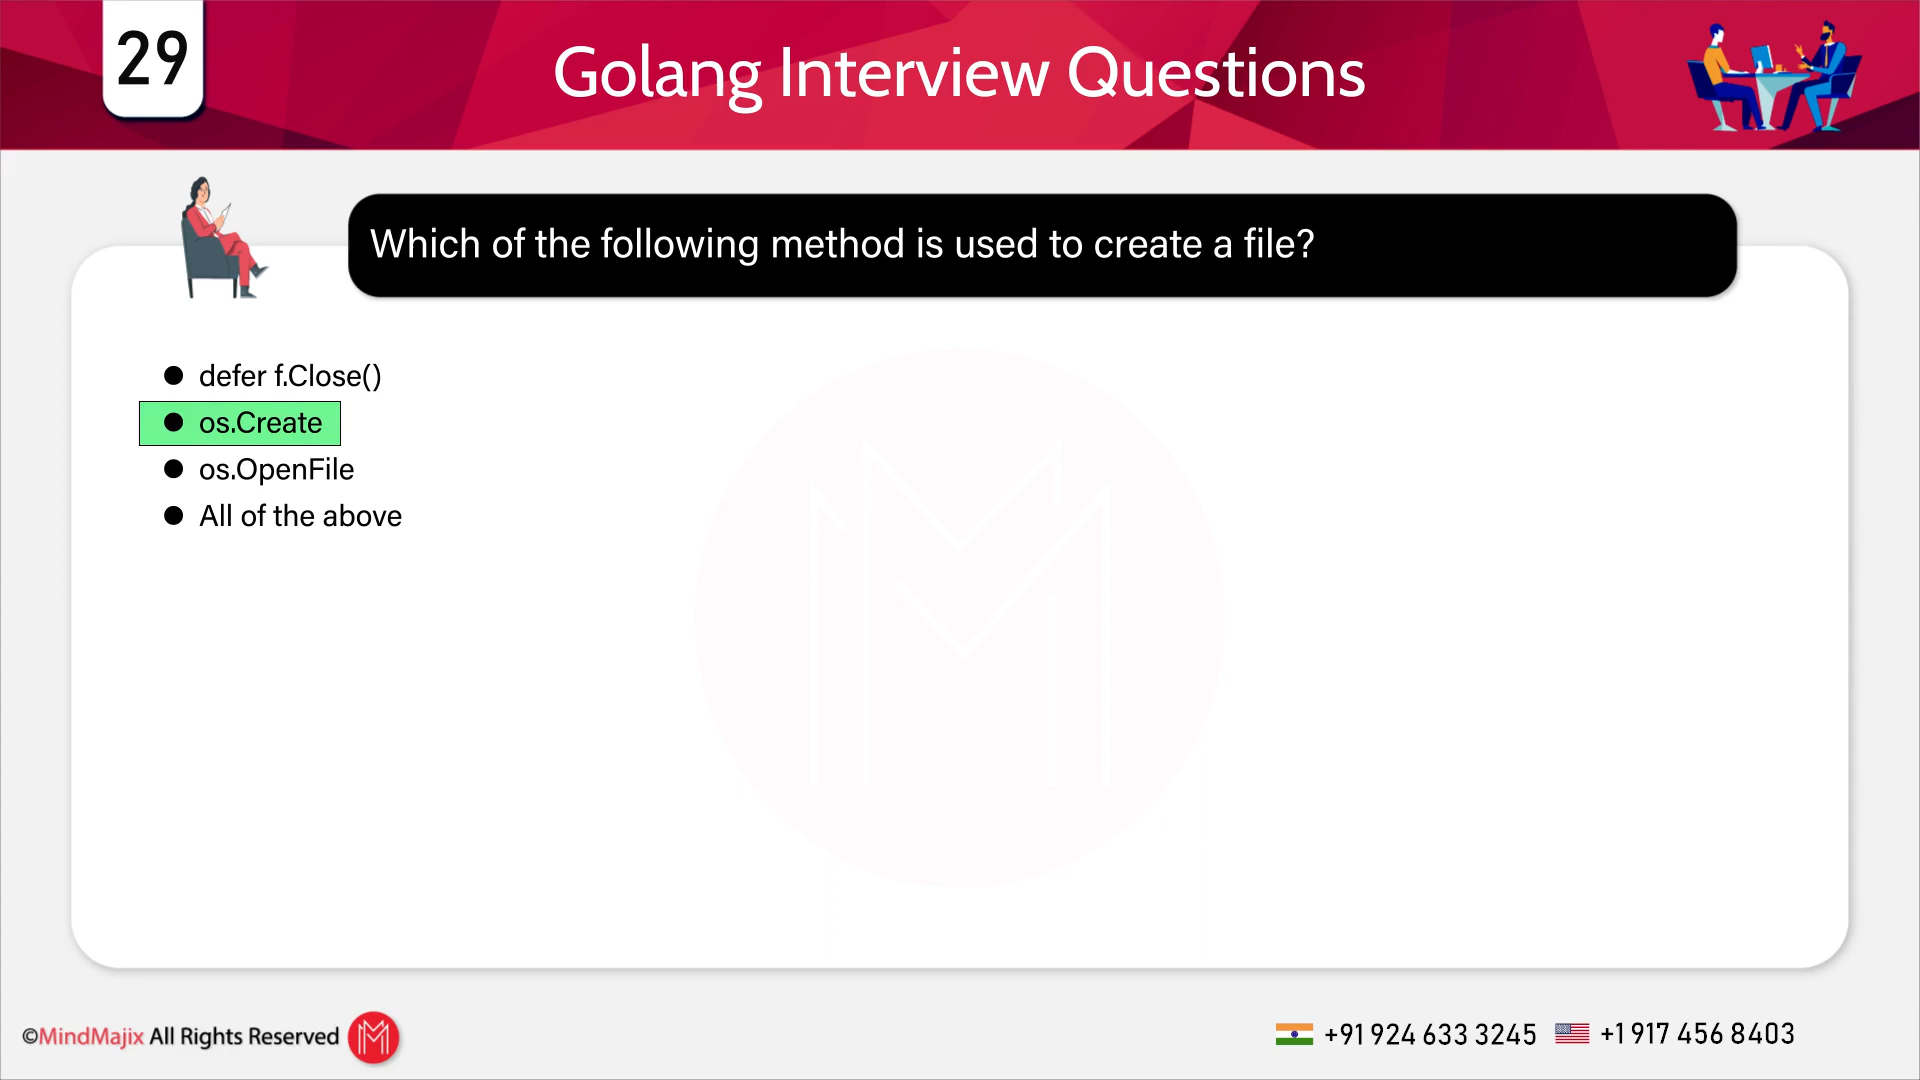 29
Golang Interview Questions
Which of the following method is used to create a file?
● defer f.Close()
● os.Create
● os.OpenFile
● All of the above
©MindMajix All Rights Reserved
+91 924 633 3245
+1 917 456 8403